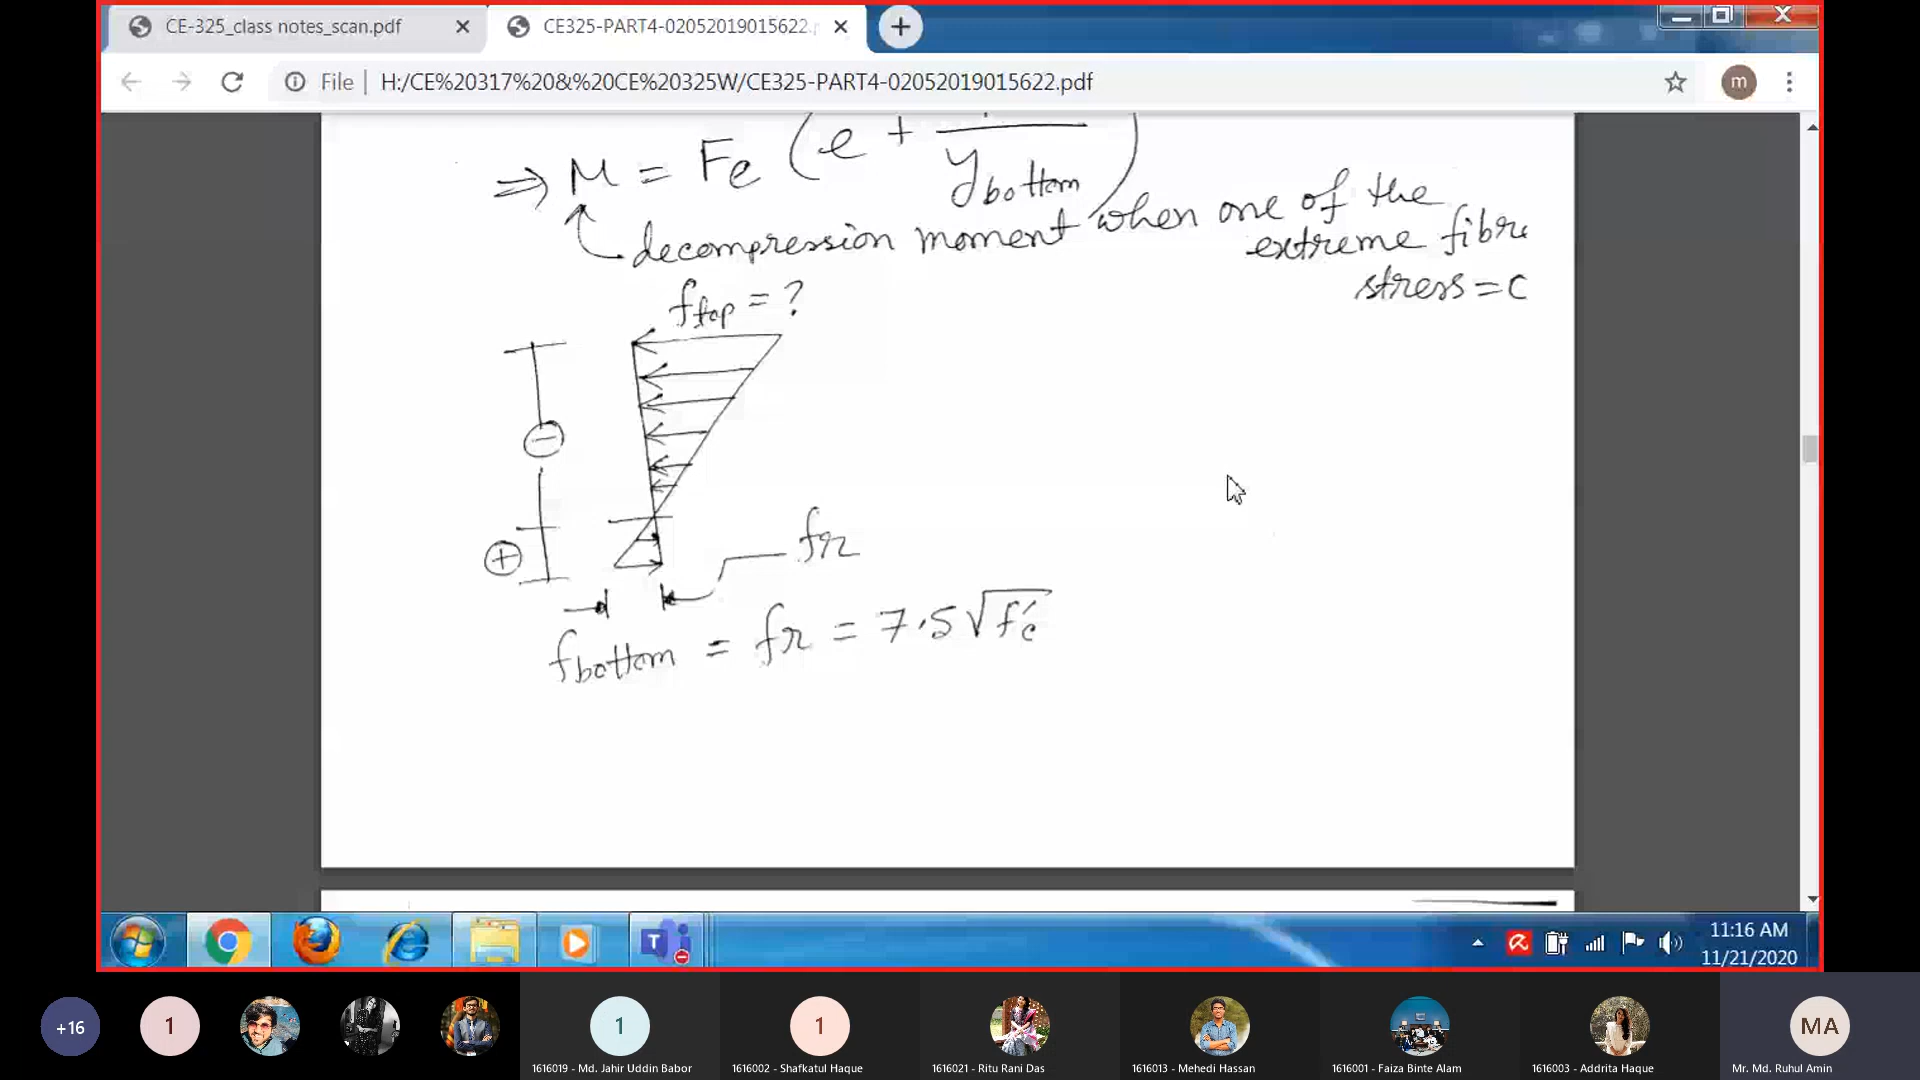 CE-325_class notes_scan.pdf
CE325-PART4-02052019015622.p
File | H:/CE%20317%20&%20CE%20325W/CE325-PART4-02052019015622.pdf
m
⇒ M = Fe ( e + / y bottom )
decompression moment when one of the
extreme fibre
stress = 0
f top = ?
−
+
fr
f bottom = fr = 7.5√f'c
T
11:16 AM
11/21/2020
+16
1
1
1
MA
1616019 - Md. Jahir Uddin Babor
1616002 - Shafkatul Haque
1616021 - Ritu Rani Das
1616013 - Mehedi Hassan
1616001 - Faiza Binte Alam
1616003 - Addrita Haque
Mr. Md. Ruhul Amin